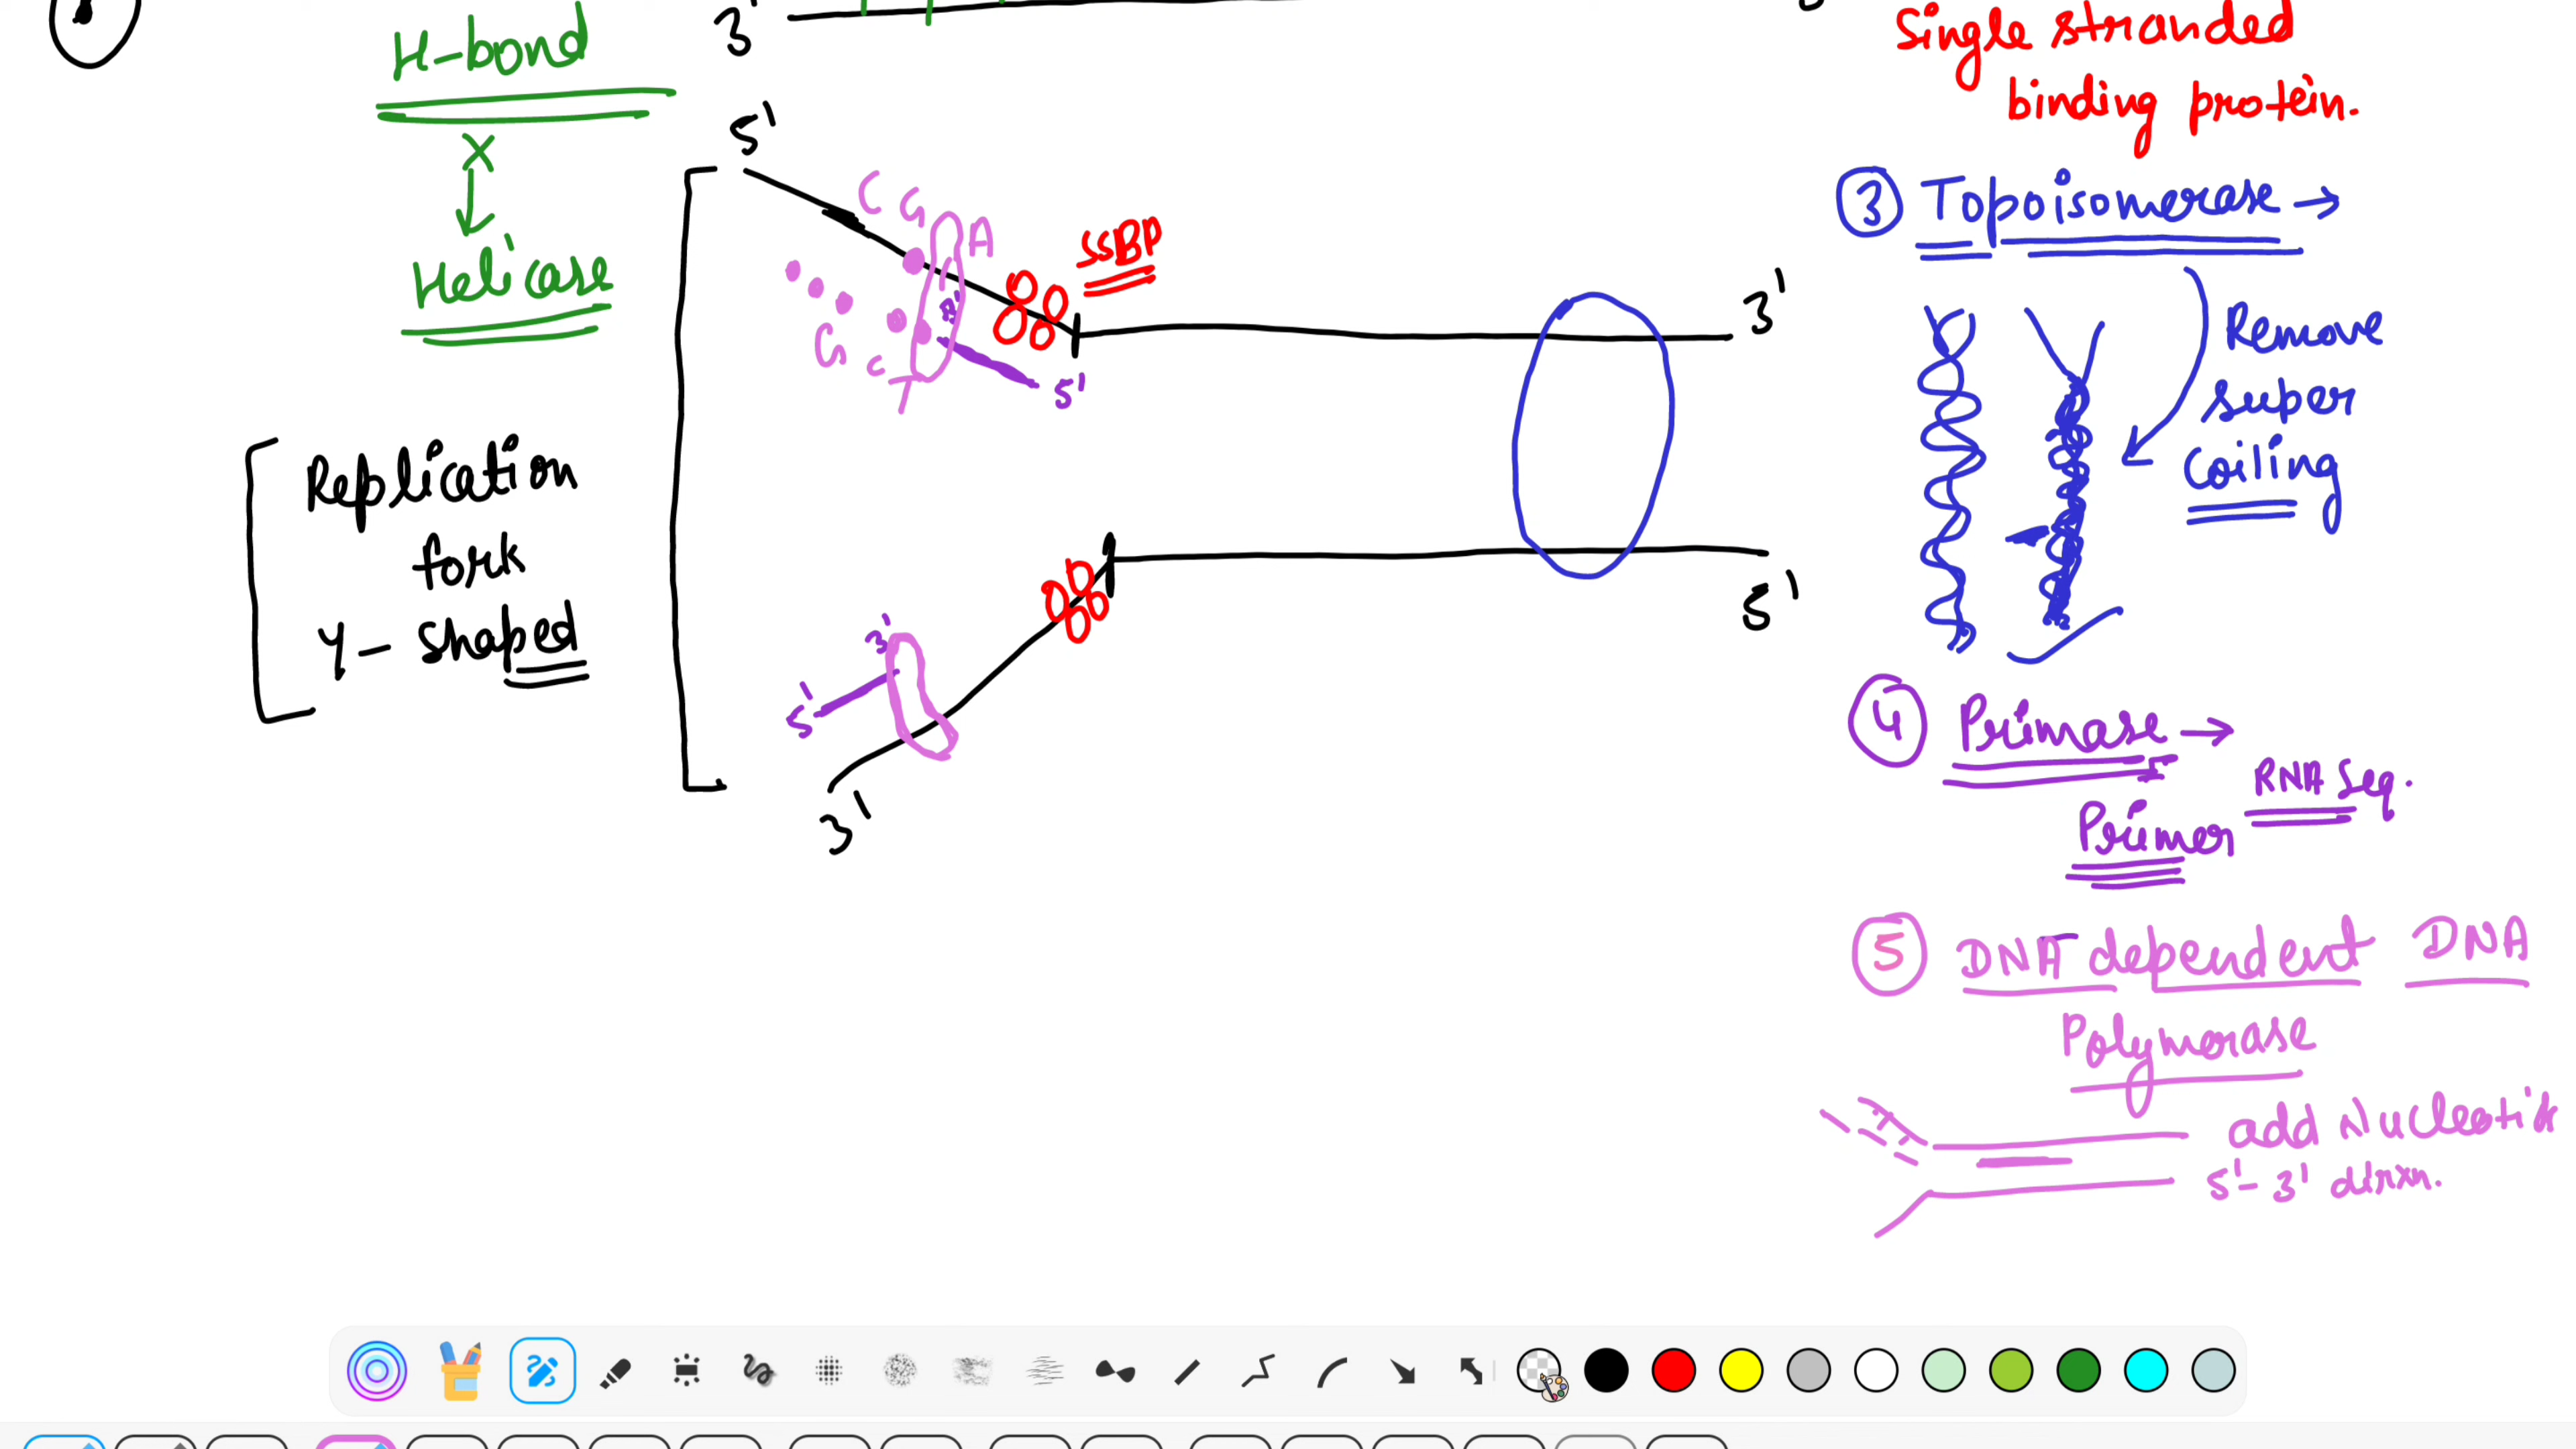 H-bond
X
Helicase
Replication
fork
Y- shaped
3'
5'
C G A
SSBP
G C T
5'
3'
5'
3'
5'
3'
Single stranded
binding protein.
③ Topoisomerase →
Remove
super
coiling
④ Primase →
RNA Seq.
Primer
⑤ DNA dependent DNA
Polymerase
add Nucleotide
5'- 3' dirxn.